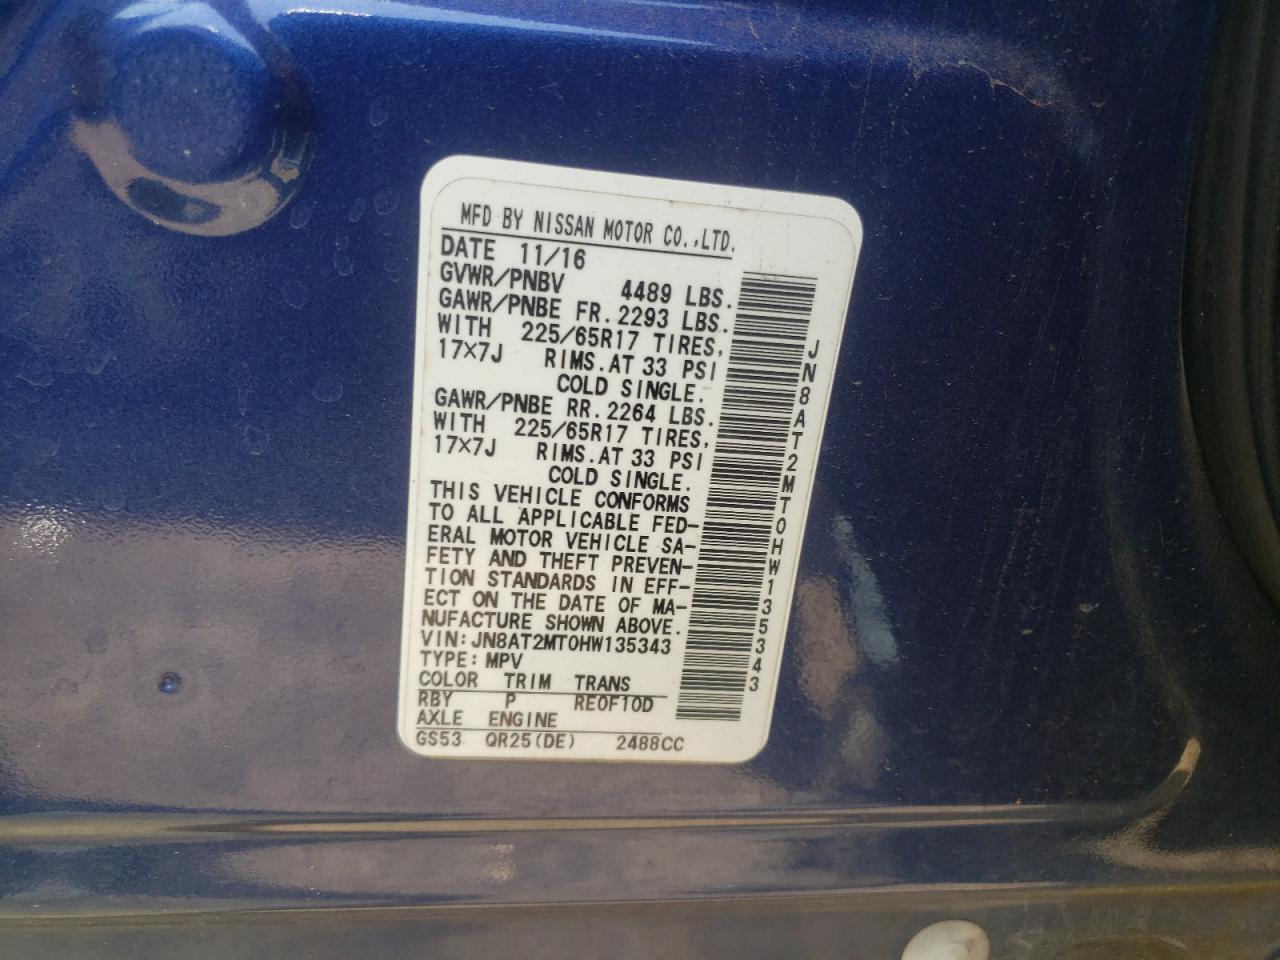 MFD BY NISSAN MOTOR CO.,LTD.
DATE 11/16
GVWR/PNBV 4489 LBS.
GAWR/PNBE FR. 2293 LBS.
WITH 225/65R17 TIRES,
17×7J RIMS.AT 33 PSI
COLD SINGLE.
GAWR/PNBE RR. 2264 LBS.
WITH 225/65R17 TIRES,
17×7J RIMS.AT 33 PSI
COLD SINGLE.
THIS VEHICLE CONFORMS
TO ALL APPLICABLE FED-
ERAL MOTOR VEHICLE SA-
FETY AND THEFT PREVEN-
TION STANDARDS IN EFF-
ECT ON THE DATE OF MA-
NUFACTURE SHOWN ABOVE.
VIN:JN8AT2MT0HW135343
TYPE:MPV
COLOR TRIM TRANS
RBY P RE0F10D
AXLE ENGINE
GS53 QR25(DE) 2488CC
JN8AT2MT0HW135343